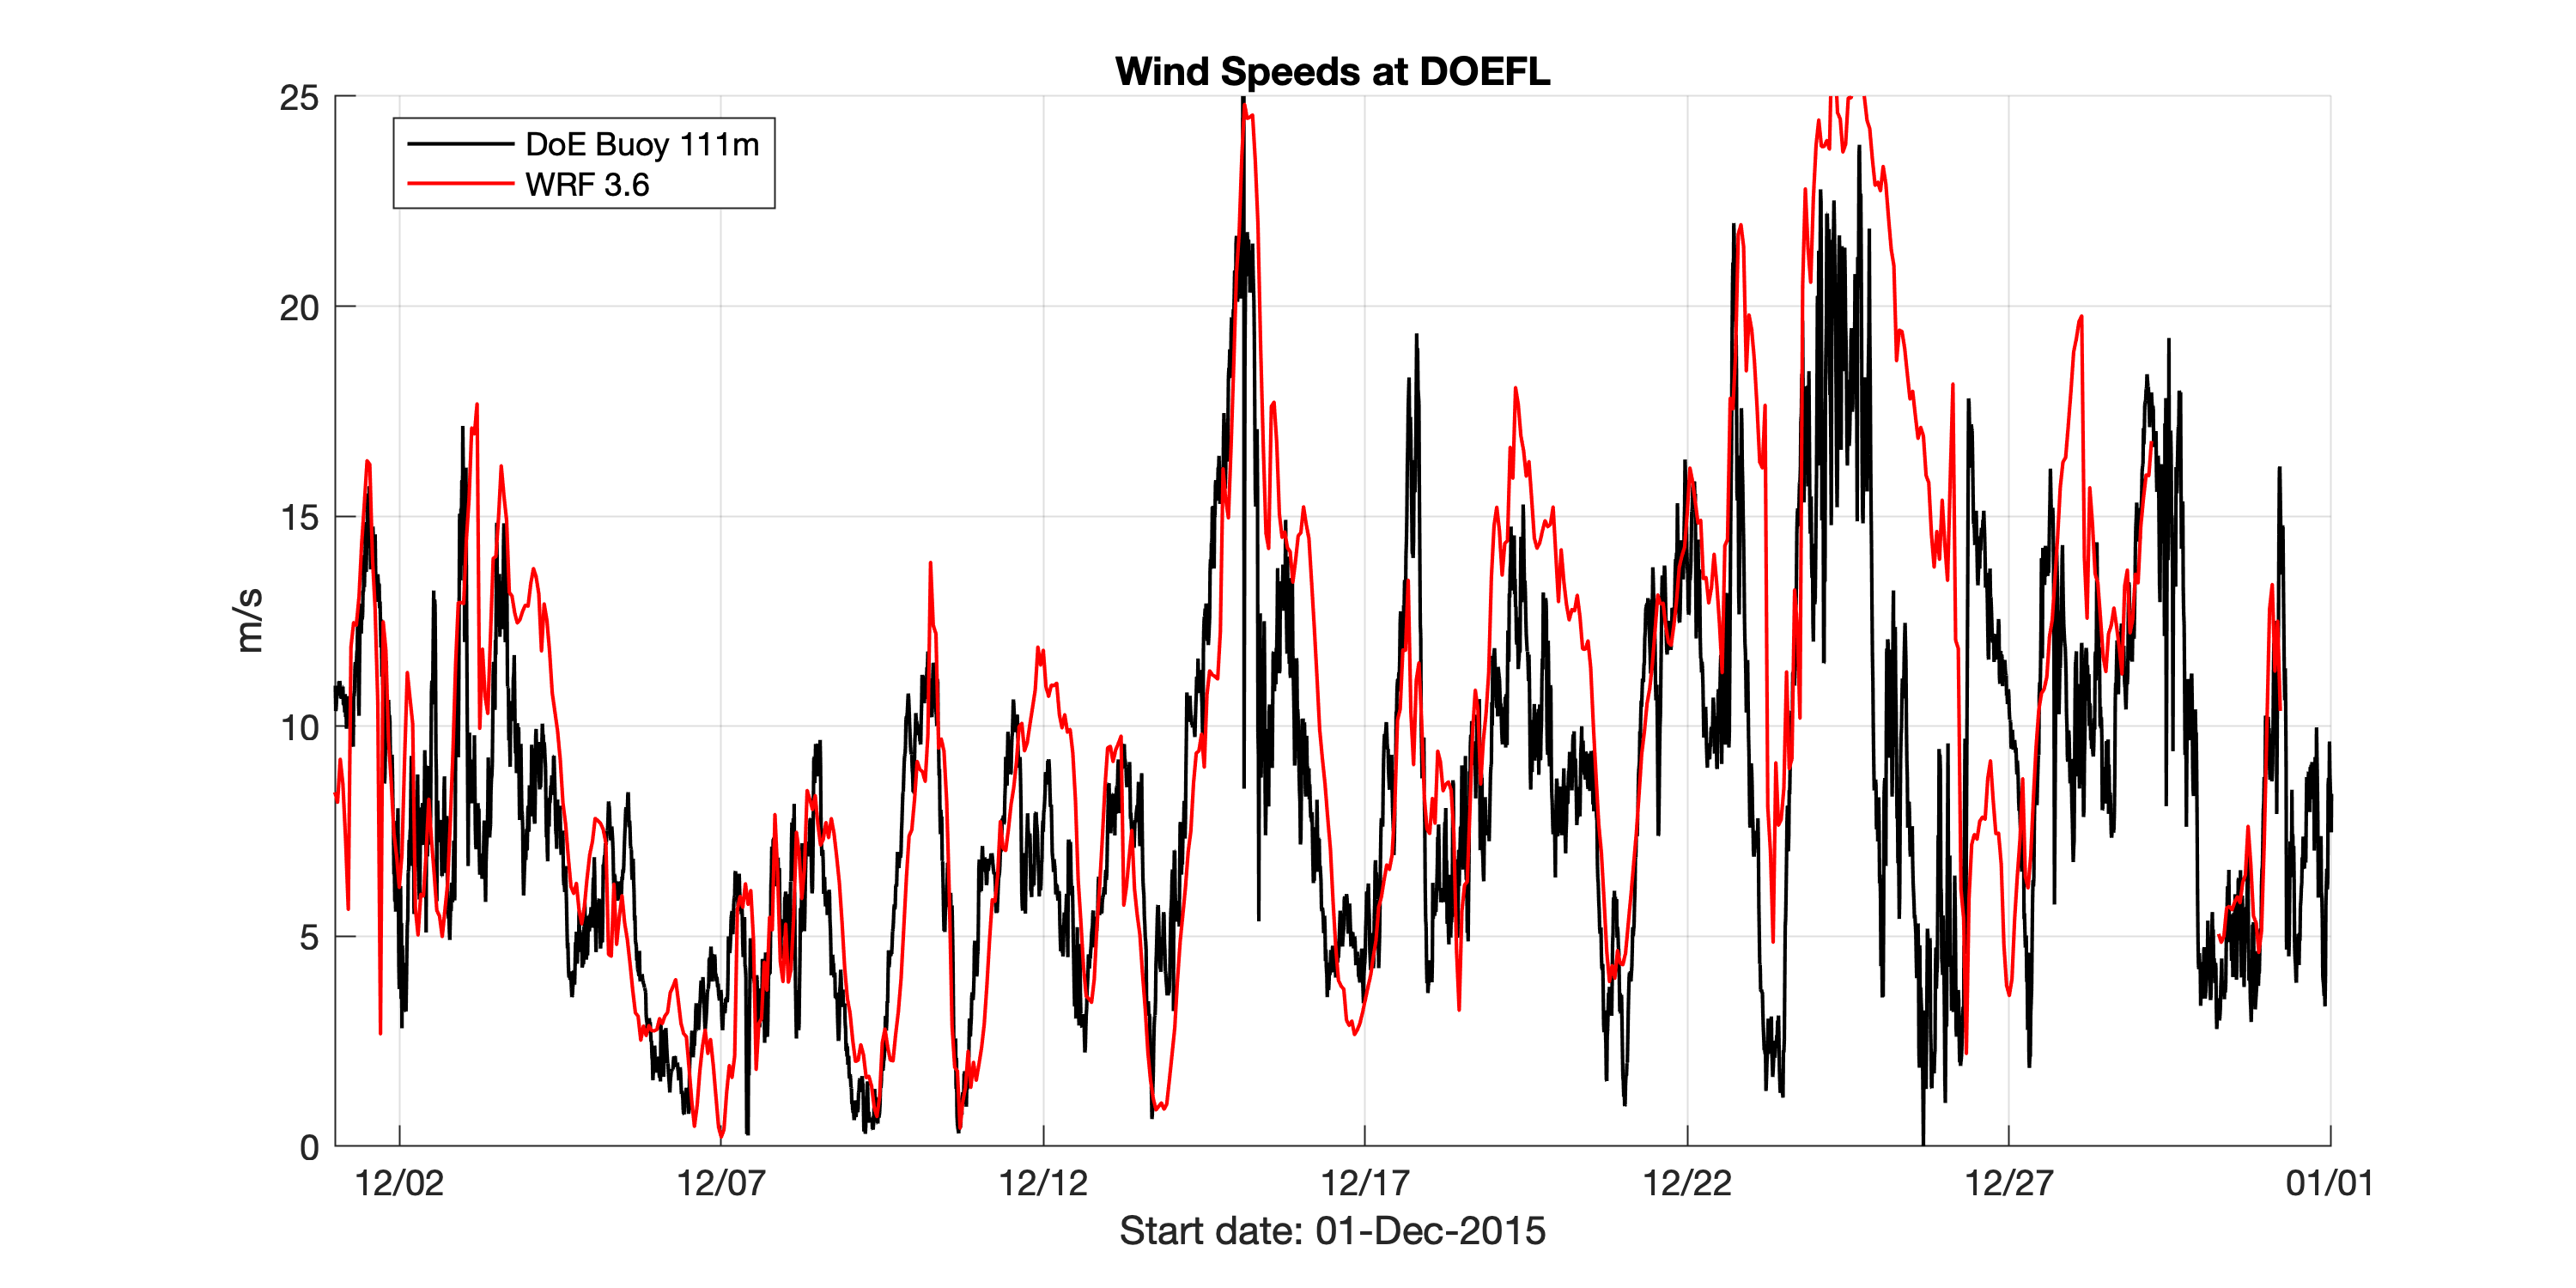 Wind Speeds at DOEFL
25
20
15
10
5
0
m/s
DoE Buoy 111m
WRF 3.6
12/02 12/07 12/12 12/17 12/22 12/27 01/01
Start date: 01-Dec-2015